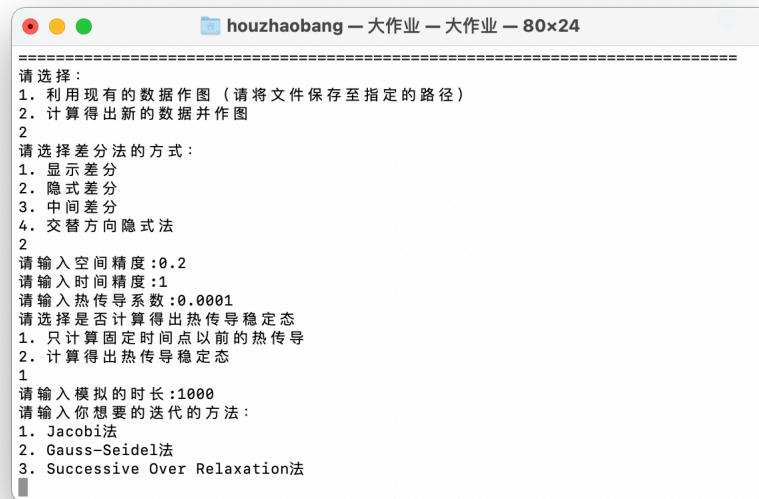 houzhaobang — 大作业 — 大作业 — 80×24
================================================================================
请选择：
1. 利用现有的数据作图（请将文件保存至指定的路径）
2. 计算得出新的数据并作图
2
请选择差分法的方式：
1. 显示差分
2. 隐式差分
3. 中间差分
4. 交替方向隐式法
2
请输入空间精度:0.2
请输入时间精度:1
请输入热传导系数:0.0001
请选择是否计算得出热传导稳定态
1. 只计算固定时间点以前的热传导
2. 计算得出热传导稳定态
1
请输入模拟的时长:1000
请输入你想要的迭代的方法：
1. Jacobi法
2. Gauss-Seidel法
3. Successive Over Relaxation法